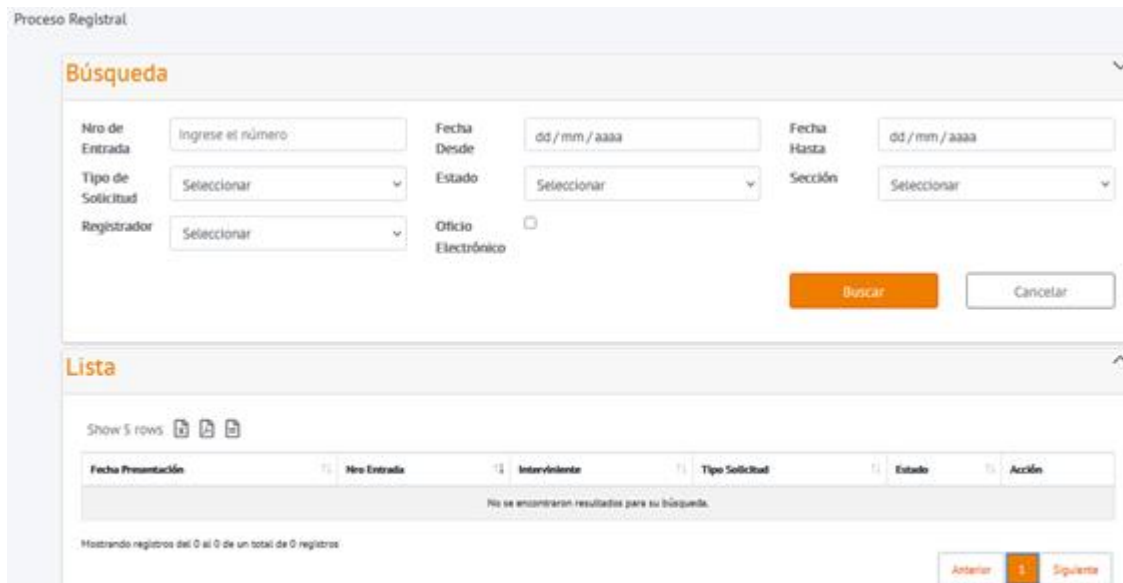 Proceso Registral
Búsqueda
Nro de Entrada
Ingrese el número
Fecha Desde
dd/mm/aaaa
Fecha Hasta
dd/mm/aaaa
Tipo de Solicitud
Seleccionar
Estado
Seleccionar
Sección
Seleccionar
Registrador
Seleccionar
Oficio Electrónico
Buscar
Cancelar
Lista
Show 5 rows
Fecha Presentación Nro Entrada Interviniente Tipo Solicitud Estado Acción
No se encontraron resultados para su búsqueda.
Mostrando registros del 0 al 0 de un total de 0 registros
Anterior 1 Siguiente